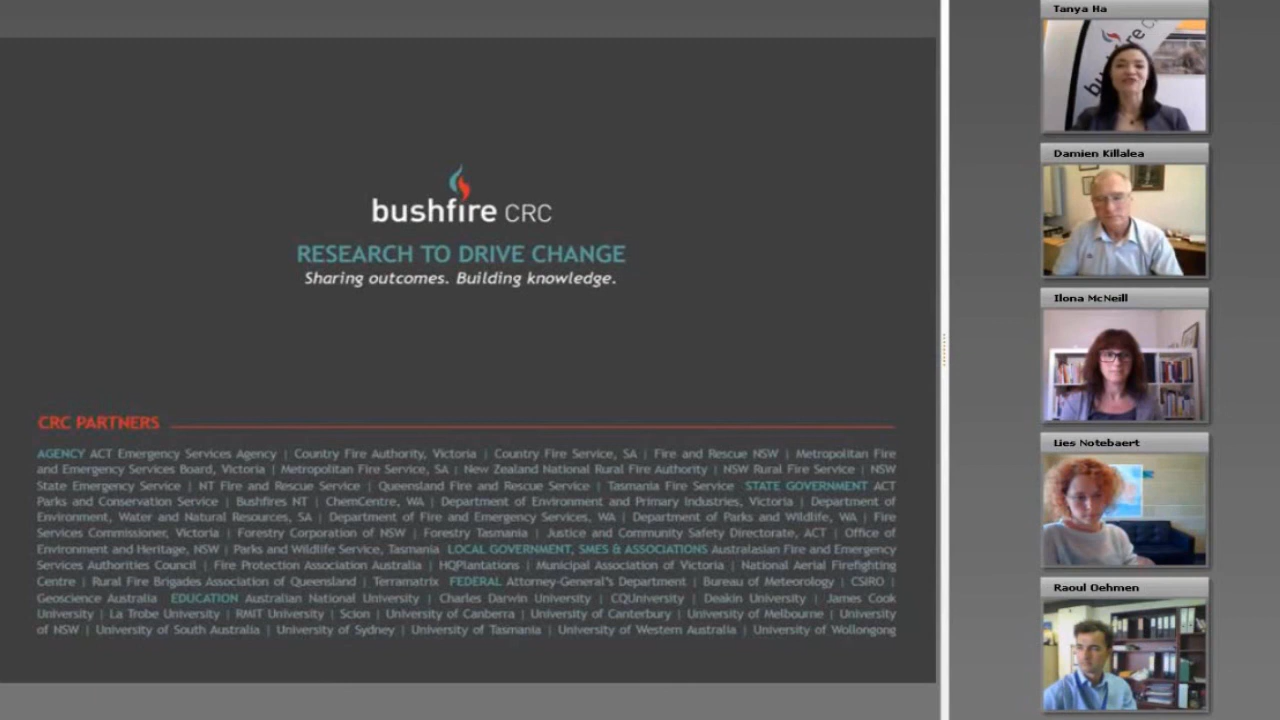 bushfire CRC
RESEARCH TO DRIVE CHANGE
Sharing outcomes. Building knowledge.
CRC PARTNERS
AGENCY ACT Emergency Services Agency | Country Fire Authority, Victoria | Country Fire Service, SA | Fire and Rescue NSW | Metropolitan Fire
and Emergency Services Board, Victoria | Metropolitan Fire Service, SA | New Zealand National Rural Fire Authority | NSW Rural Fire Service | NSW
State Emergency Service | NT Fire and Rescue Service | Queensland Fire and Rescue Service | Tasmania Fire Service STATE GOVERNMENT ACT
Parks and Conservation Service | Bushfires NT | ChemCentre, WA | Department of Environment and Primary Industries, Victoria | Department of
Environment, Water and Natural Resources, SA | Department of Fire and Emergency Services, WA | Department of Parks and Wildlife, WA | Fire
Services Commissioner, Victoria | Forestry Corporation of NSW | Forestry Tasmania | Justice and Community Safety Directorate, ACT | Office of
Environment and Heritage, NSW | Parks and Wildlife Service, Tasmania LOCAL GOVERNMENT, SMES & ASSOCIATIONS Australasian Fire and Emergency
Services Authorities Council | Fire Protection Association Australia | HQPlantations | Municipal Association of Victoria | National Aerial Firefighting
Centre | Rural Fire Brigades Association of Queensland | Terramatrix FEDERAL Attorney-General's Department | Bureau of Meteorology | CSIRO |
Geoscience Australia EDUCATION Australian National University | Charles Darwin University | CQUniversity | Deakin University | James Cook
University | La Trobe University | RMIT University | Scion | University of Canberra | University of Canterbury | University of Melbourne | University
of NSW | University of South Australia | University of Sydney | University of Tasmania | University of Western Australia | University of Wollongong
Tanya Ha
bushfire C
Damien Killalea
Ilona McNeill
Lies Notebaert
Raoul Oehmen